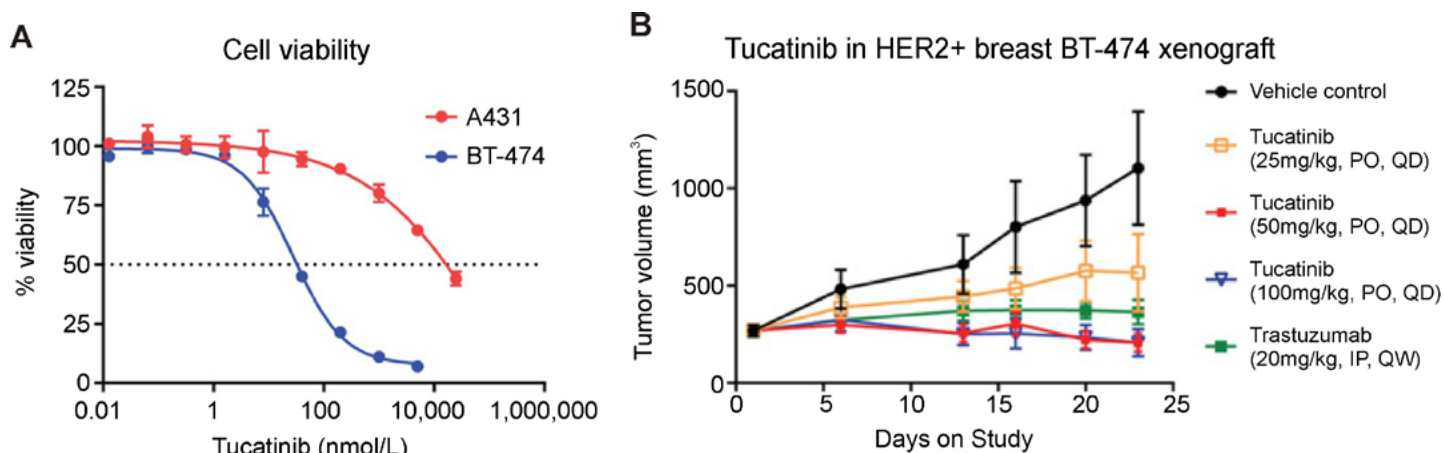 A
Cell viability
125
100
75
50
25
0
% viability
A431
BT-474
0.01
1
100
10,000
1,000,000
Tucatinib (nmol/L)
B
Tucatinib in HER2+ breast BT-474 xenograft
1500
1000
500
0
Tumor volume (mm³)
0
5
10
15
20
25
Days on Study
Vehicle control
Tucatinib
(25mg/kg, PO, QD)
Tucatinib
(50mg/kg, PO, QD)
Tucatinib
(100mg/kg, PO, QD)
Trastuzumab
(20mg/kg, IP, QW)